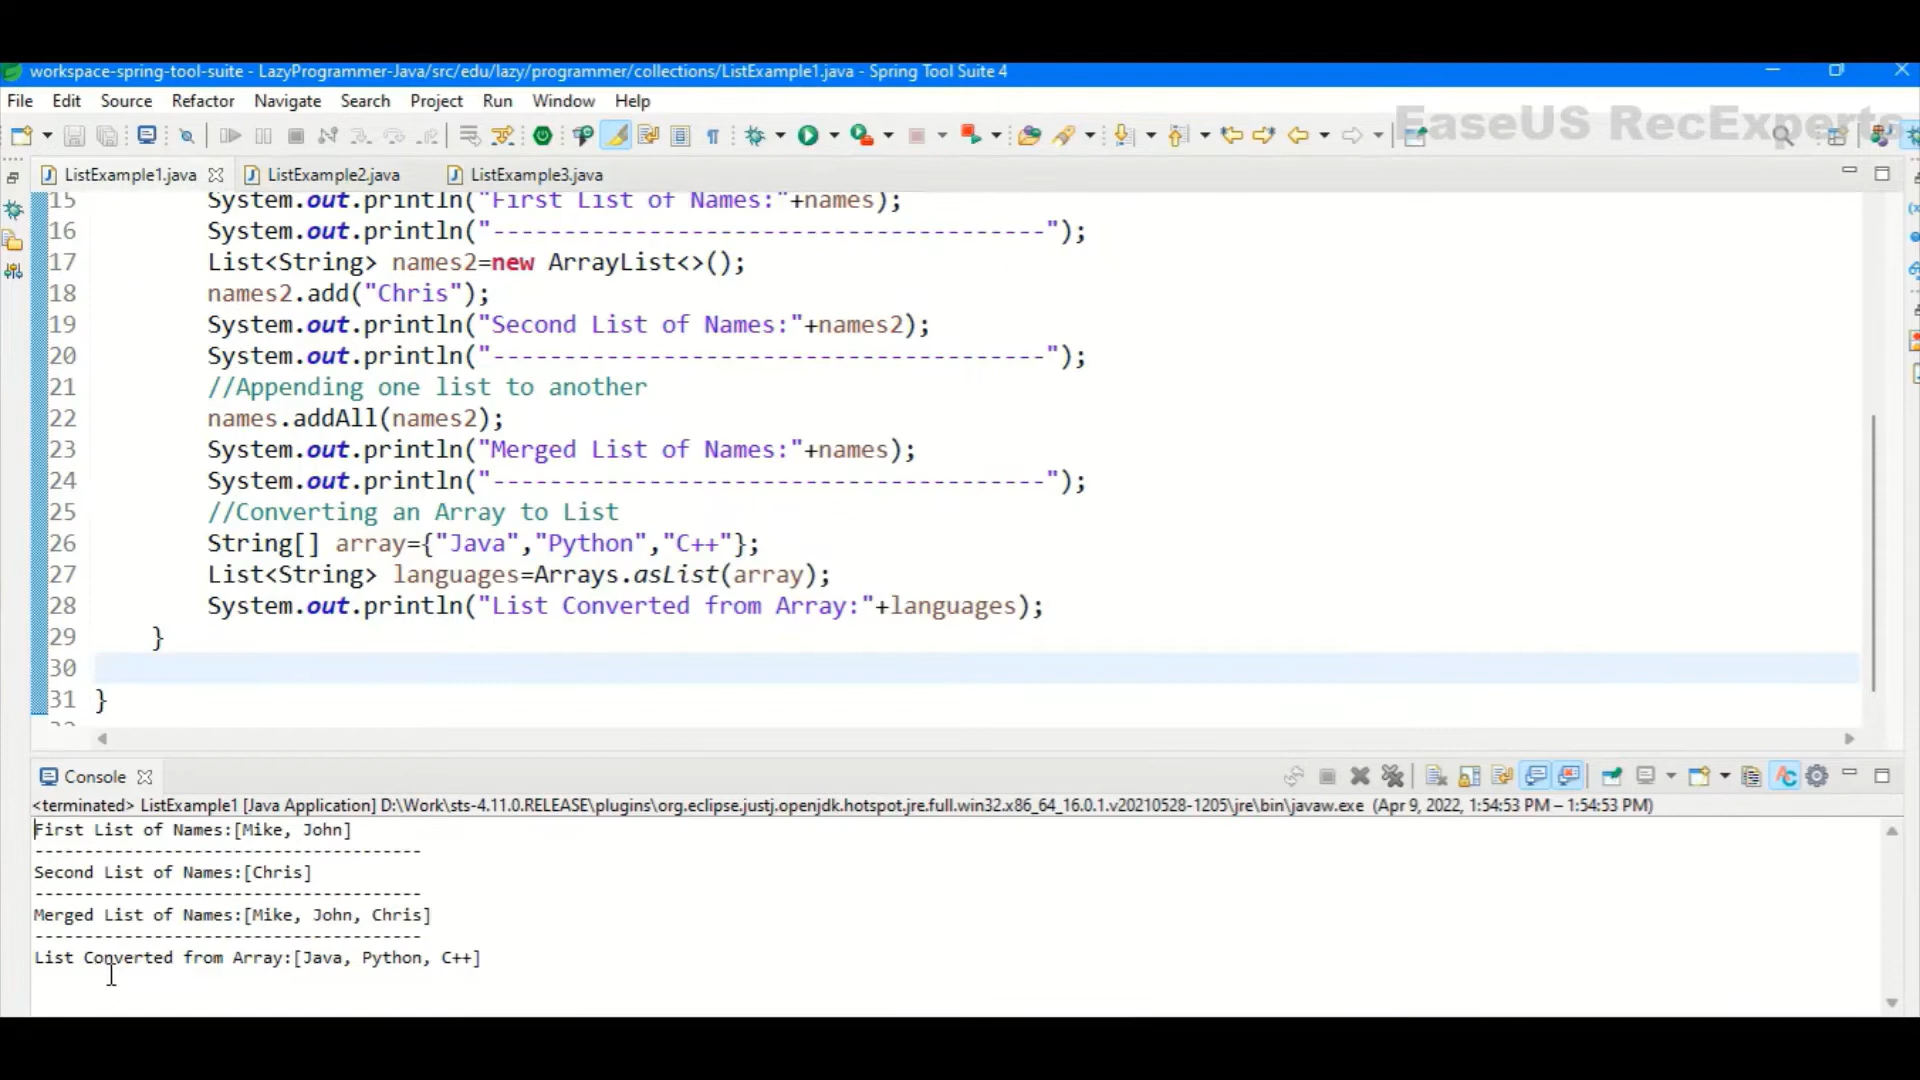 workspace-spring-tool-suite - LazyProgrammer-Java/src/edu/lazy/programmer/collections/ListExample1.java - Spring Tool Suite 4
File Edit Source Refactor Navigate Search Project Run Window Help
EaseUS RecExperts
ListExample1.java ListExample2.java ListExample3.java
15 System.out.println("First List of Names:"+names);
16 System.out.println("---------------------------------------");
17 List<String> names2=new ArrayList<>();
18 names2.add("Chris");
19 System.out.println("Second List of Names:"+names2);
20 System.out.println("---------------------------------------");
21 //Appending one list to another
22 names.addAll(names2);
23 System.out.println("Merged List of Names:"+names);
24 System.out.println("---------------------------------------");
25 //Converting an Array to List
26 String[] array={"Java","Python","C++"};
27 List<String> languages=Arrays.asList(array);
28 System.out.println("List Converted from Array:"+languages);
29 }
30
31 }
Console
<terminated> ListExample1 [Java Application] D:\Work\sts-4.11.0.RELEASE\plugins\org.eclipse.justj.openjdk.hotspot.jre.full.win32.x86_64_16.0.1.v20210528-1205\jre\bin\javaw.exe (Apr 9, 2022, 1:54:53 PM – 1:54:53 PM)
First List of Names:[Mike, John]
---------------------------------------
Second List of Names:[Chris]
---------------------------------------
Merged List of Names:[Mike, John, Chris]
---------------------------------------
List Converted from Array:[Java, Python, C++]